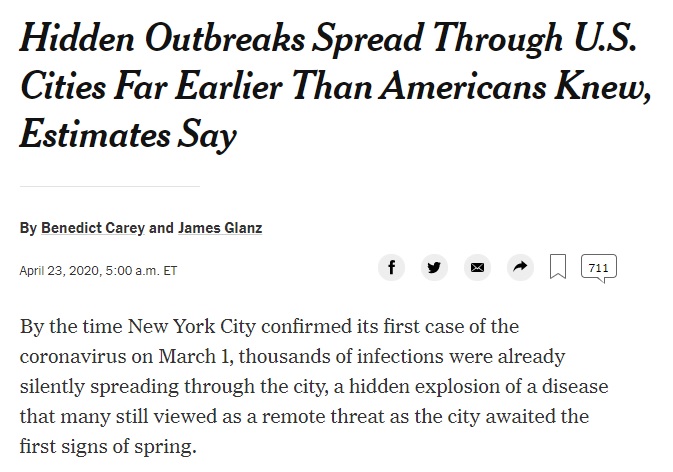 Hidden Outbreaks Spread Through U.S.
Cities Far Earlier Than Americans Knew,
Estimates Say
By Benedict Carey and James Glanz
April 23, 2020, 5:00 a.m. ET
711
By the time New York City confirmed its first case of the
coronavirus on March 1, thousands of infections were already
silently spreading through the city, a hidden explosion of a disease
that many still viewed as a remote threat as the city awaited the
first signs of spring.